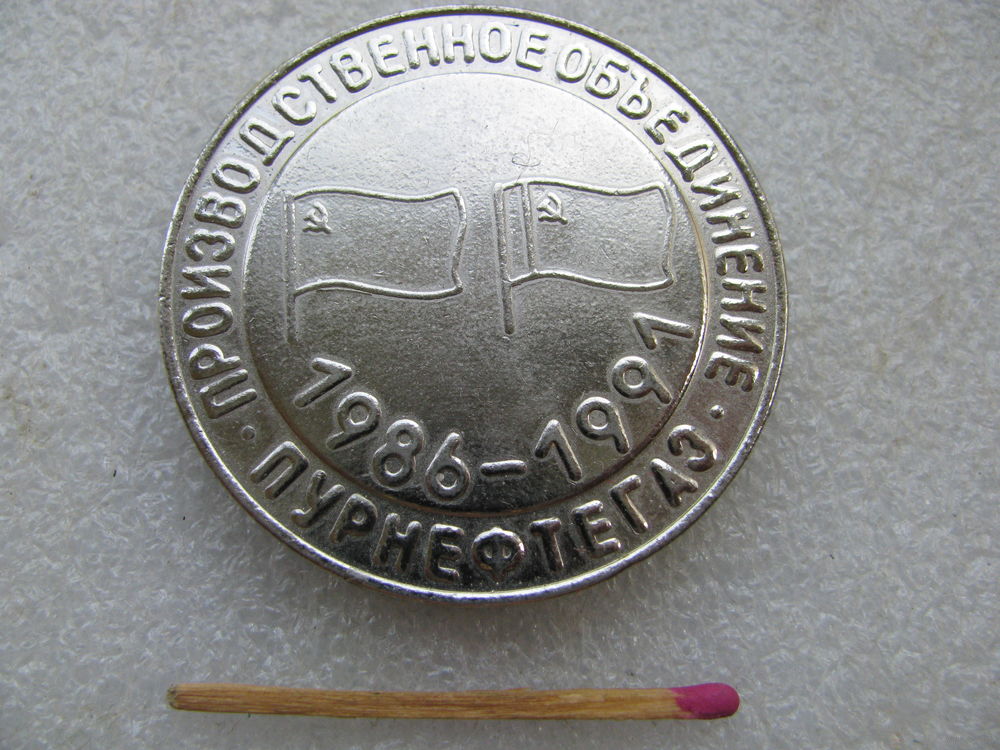 ПРОИЗВОДСТВЕННОЕ ОБЪЕДИНЕНИЕ
1986-1991
· ПУРНЕФТЕГАЗ ·